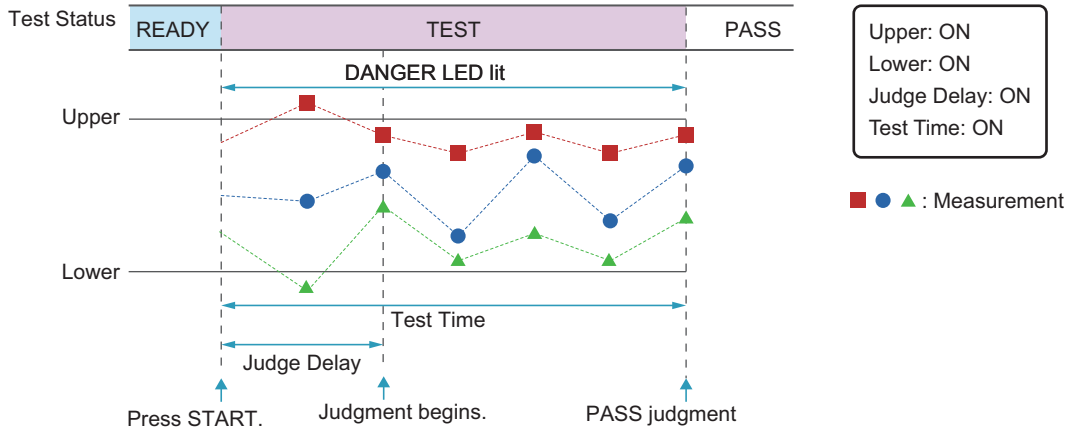 Test Status
READY
TEST
PASS
DANGER LED lit
Upper
Lower
Test Time
Judge Delay
Press START.
Judgment begins.
PASS judgment
Upper: ON
Lower: ON
Judge Delay: ON
Test Time: ON
: Measurement